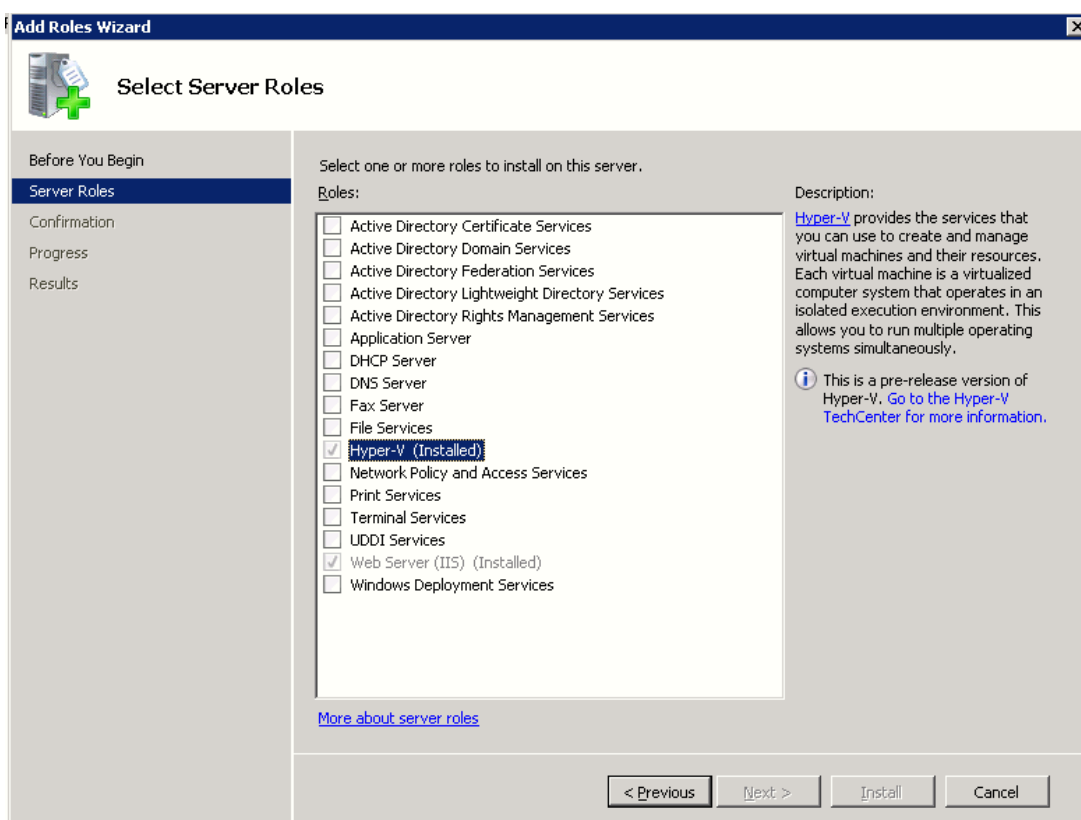 Add Roles Wizard
Select Server Roles
Before You Begin
Server Roles
Confirmation
Progress
Results
Select one or more roles to install on this server.
Roles:
Active Directory Certificate Services
Active Directory Domain Services
Active Directory Federation Services
Active Directory Lightweight Directory Services
Active Directory Rights Management Services
Application Server
DHCP Server
DNS Server
Fax Server
File Services
Hyper-V (Installed)
Network Policy and Access Services
Print Services
Terminal Services
UDDI Services
Web Server (IIS) (Installed)
Windows Deployment Services
More about server roles
Description:
Hyper-V provides the services that
you can use to create and manage
virtual machines and their resources.
Each virtual machine is a virtualized
computer system that operates in an
isolated execution environment. This
allows you to run multiple operating
systems simultaneously.
This is a pre-release version of
Hyper-V. Go to the Hyper-V
TechCenter for more information.
< Previous
Next >
Install
Cancel